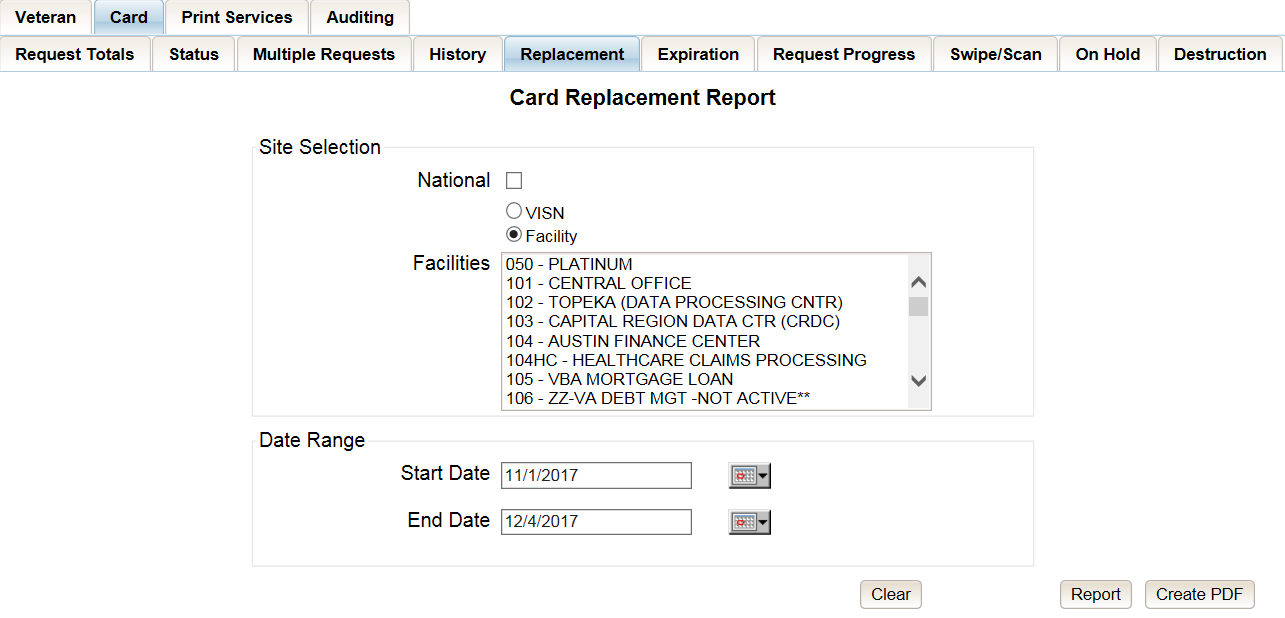 Veteran Card Print Services Auditing
Request Totals Status Multiple Requests History Replacement Expiration Request Progress Swipe/Scan On Hold Destruction
Card Replacement Report
Site Selection
National
VISN
Facility
Facilities
050 - PLATINUM
101 - CENTRAL OFFICE
102 - TOPEKA (DATA PROCESSING CNTR)
103 - CAPITAL REGION DATA CTR (CRDC)
104 - AUSTIN FINANCE CENTER
104HC - HEALTHCARE CLAIMS PROCESSING
105 - VBA MORTGAGE LOAN
106 - ZZ-VA DEBT MGT -NOT ACTIVE**
Date Range
Start Date 11/1/2017
End Date 12/4/2017
Clear Report Create PDF